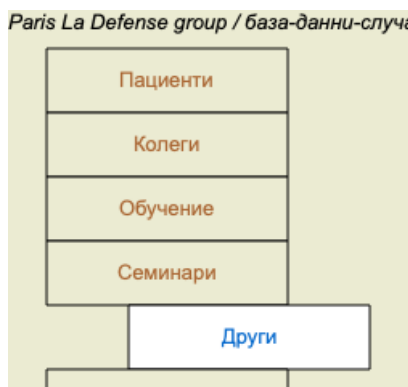 Paris La Defense group / база-данни-случа
Пациенти
Колеги
Обучение
Семинари
Други